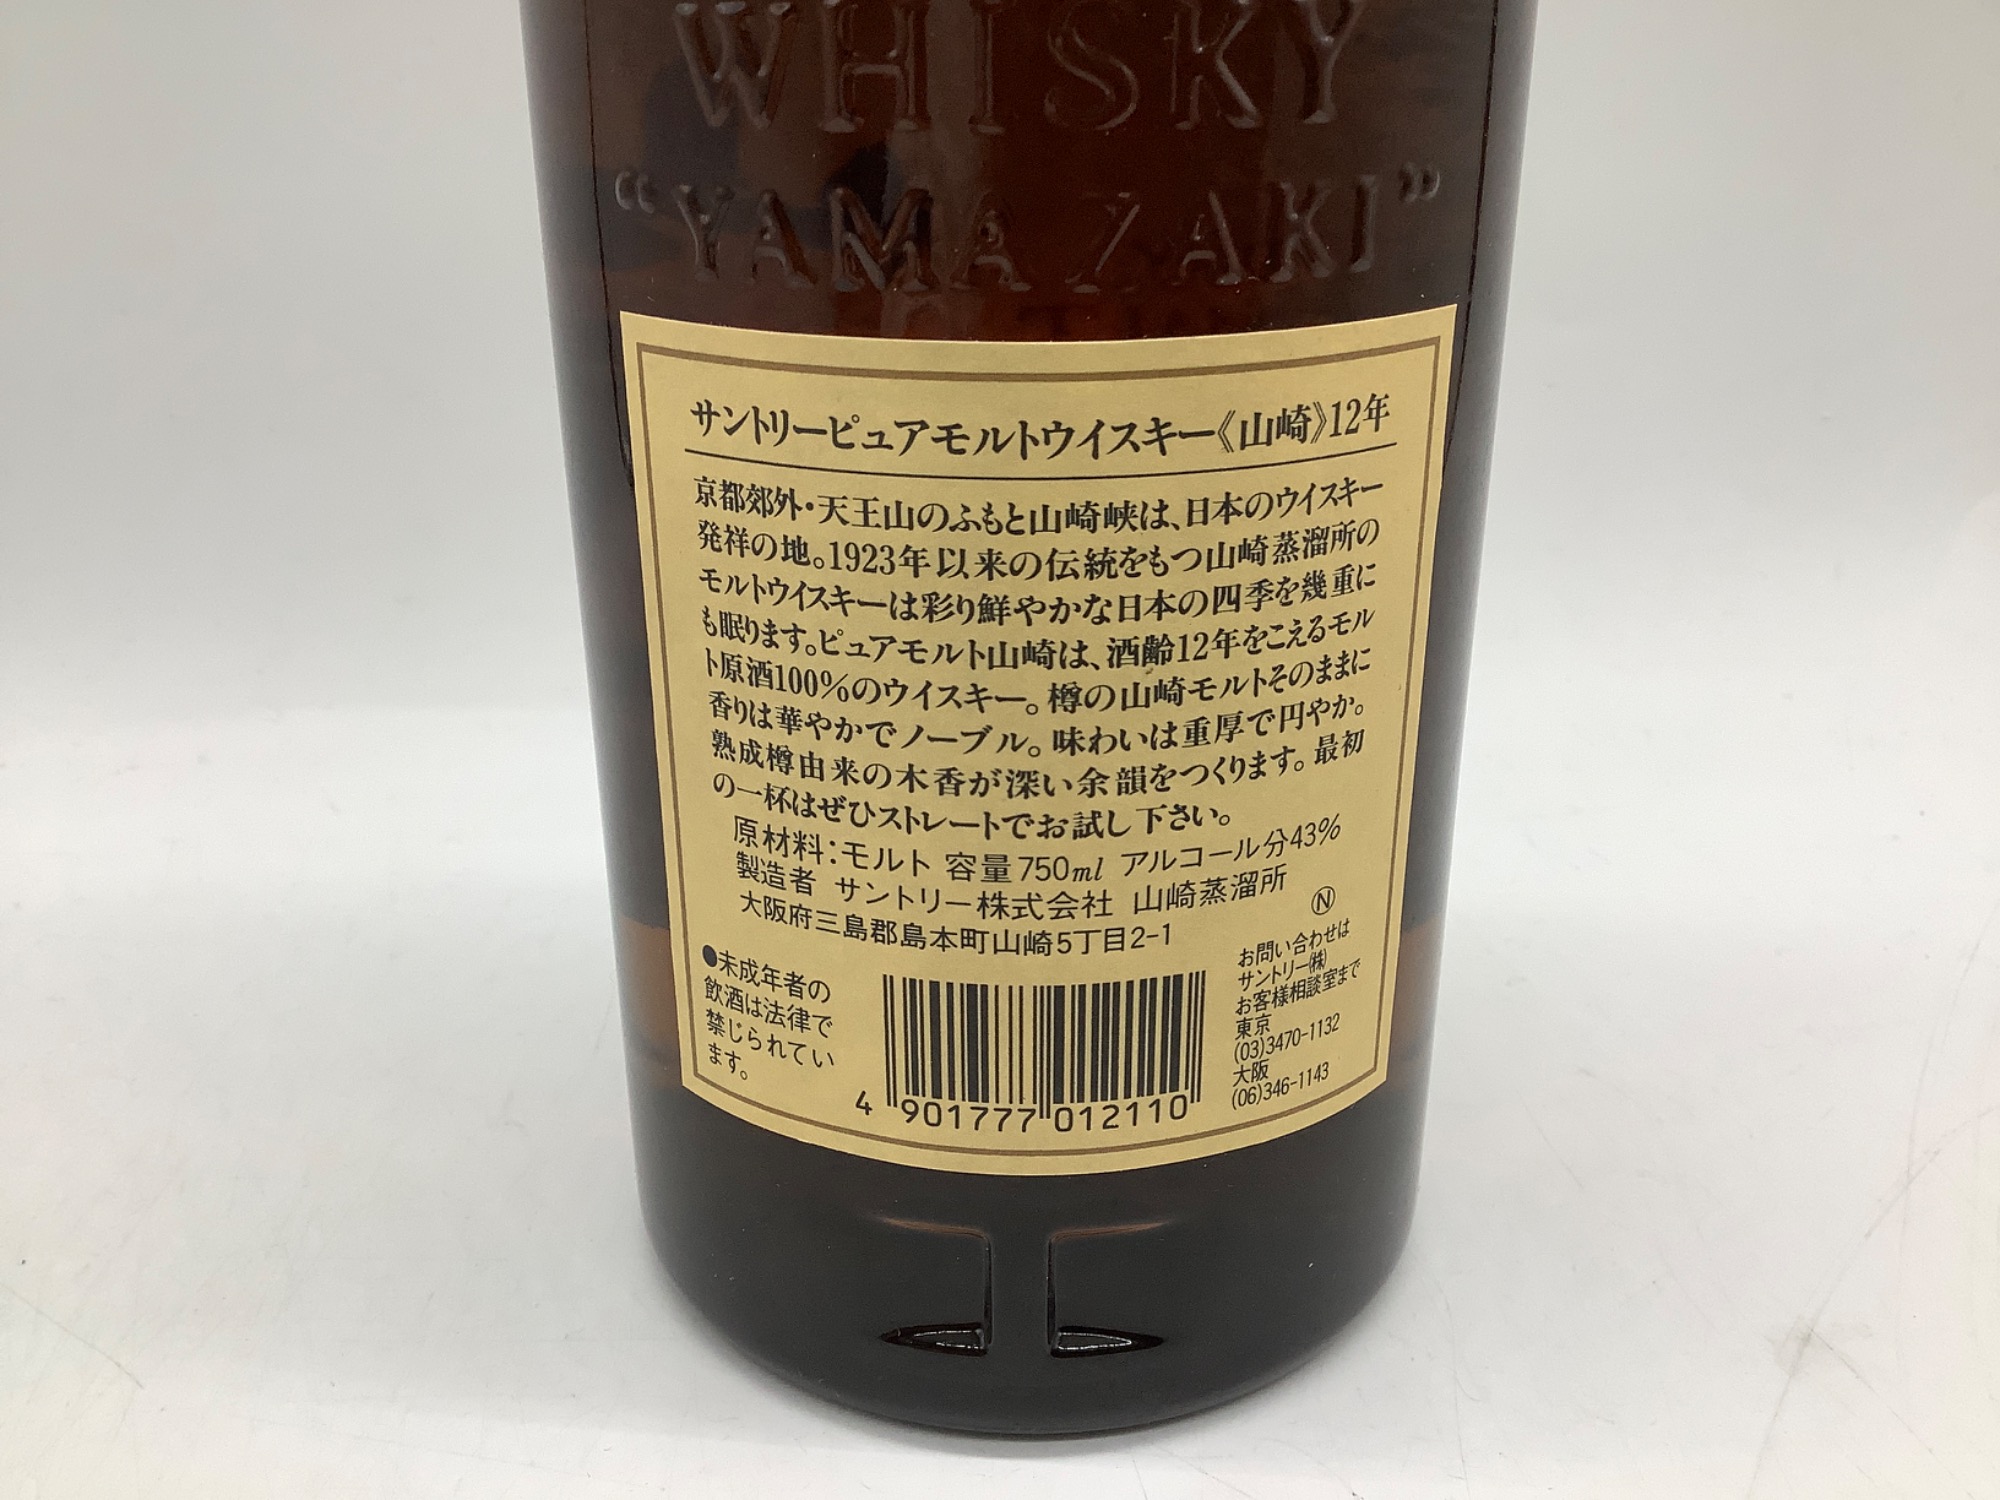 WHISKY
“YAMAZAKI”
サントリーピュアモルトウイスキー《山崎》12年
京都郊外・天王山のふもと山崎峡は、日本のウイスキー
発祥の地。1923年以来の伝統をもつ山崎蒸溜所の
モルトウイスキーは彩り鮮やかな日本の四季を幾重に
も眠ります。ピュアモルト山崎は、酒齢12年をこえるモル
ト原酒100%のウイスキー。樽の山崎モルトそのままに
香りは華やかでノーブル。味わいは重厚で円やか。
熟成樽由来の木香が深い余韻をつくります。最初
の一杯はぜひストレートでお試し下さい。
原材料:モルト 容量750ml アルコール分43%
製造者 サントリー株式会社 山崎蒸溜所
大阪府三島郡島本町山崎5丁目2-1
Ⓝ
●未成年者の
飲酒は法律で
禁じられてい
ます。
4 901777 012110
お問い合わせは
サントリー㈱
お客様相談室まで
東京
(03)3470-1132
大阪
(06)346-1143